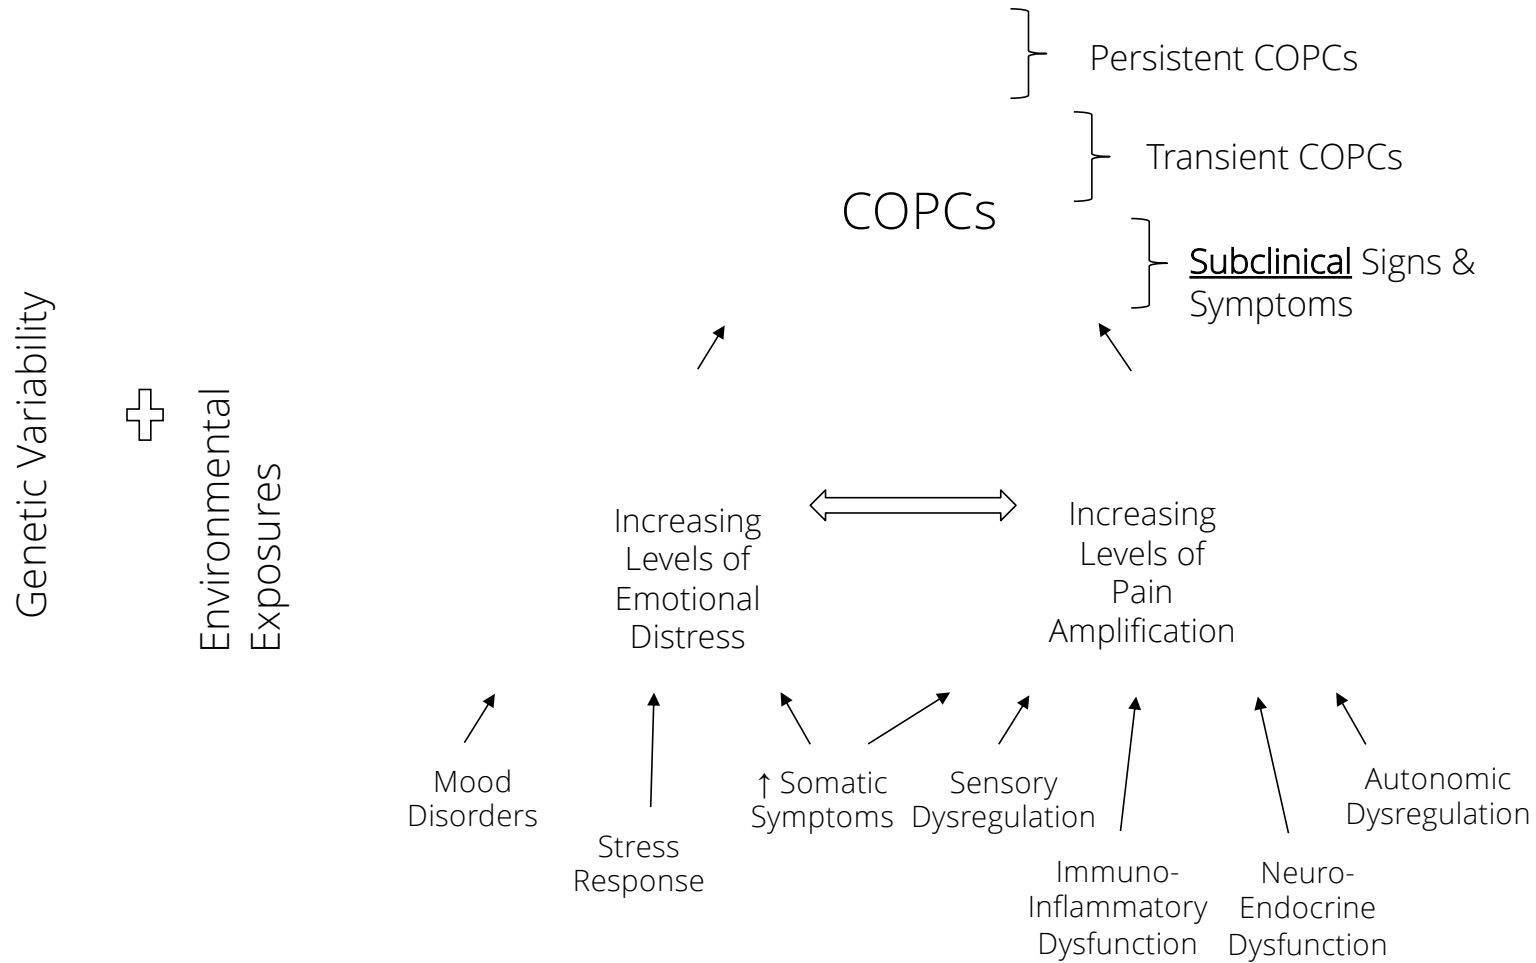 Persistent COPCs
Transient COPCs
COPCs
Subclinical Signs &
Symptoms
Genetic Variability
Environmental
Exposures
Increasing
Levels of
Emotional
Distress
Increasing
Levels of
Pain
Amplification
Mood
Disorders
Stress
Response
↑ Somatic
Symptoms
Sensory
Dysregulation
Immuno-
Inflammatory
Dysfunction
Neuro-
Endocrine
Dysfunction
Autonomic
Dysregulation